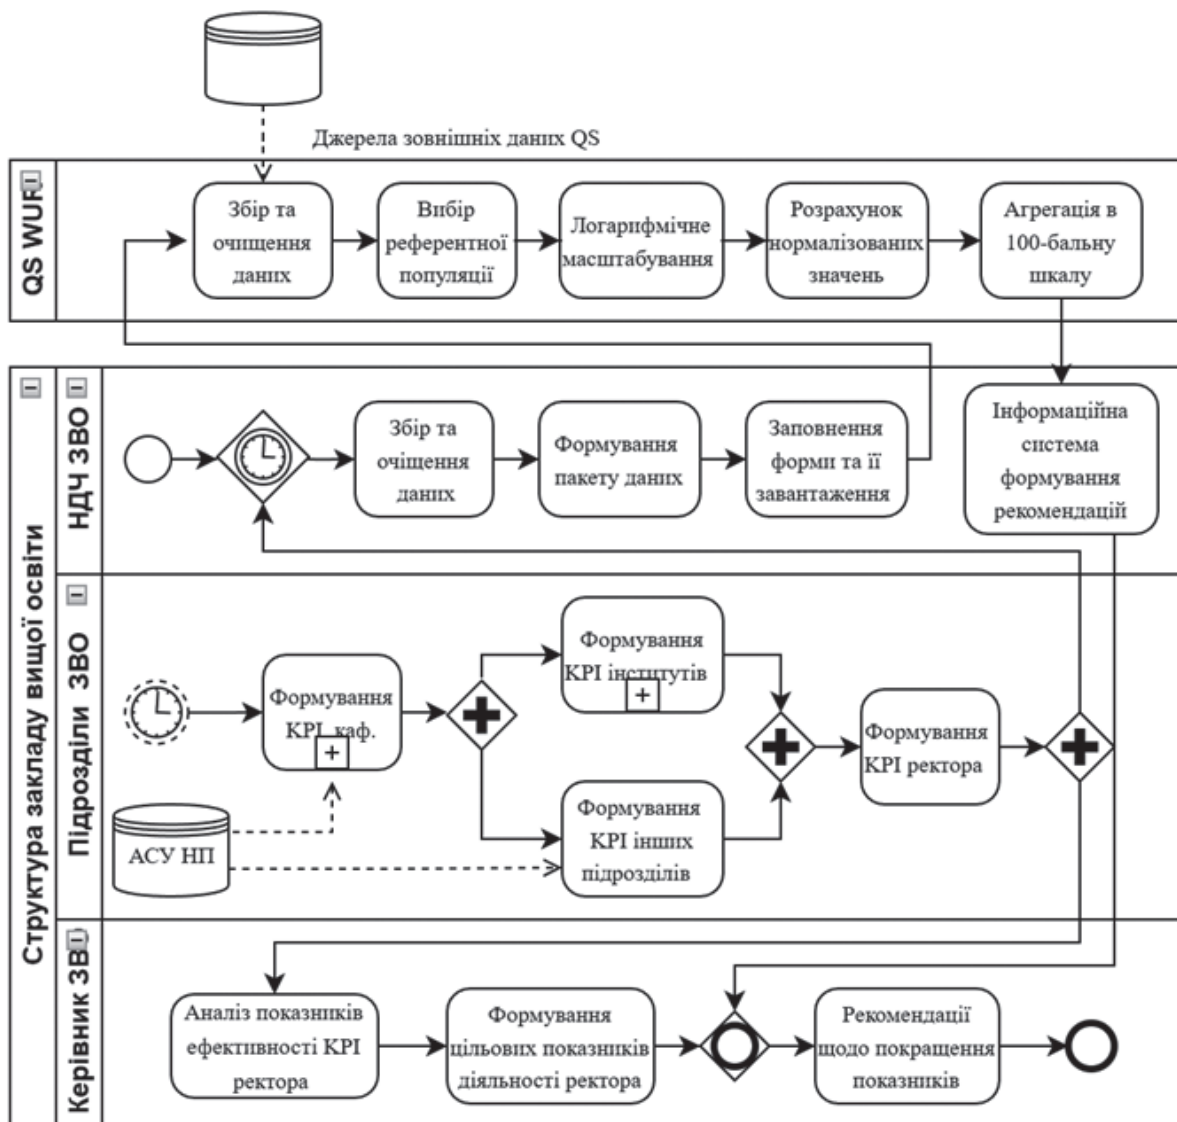 Джерела зовнішніх даних QS
QS WUR
Збір та
очищення
даних
Вибір
референтної
популяції
Логарифмічне
масштабування
Розрахунок
нормалізованих
значень
Агрегація в
100-бальну
шкалу
Структура закладу вищої освіти
НДЧ ЗВО
Збір та
очіщення
даних
Формування
пакету даних
Заповнення
форми та її
завантаження
Інформаційна
система
формування
рекомендацій
Підрозділи ЗВО
Формування
KPI каф.
Формування
KPI інститутів
Формування
KPI інших
підрозділів
Формування
KPI ректора
АСУ НП
Керівник ЗВО
Аналіз показників
ефективності KPI
ректора
Формування
цільових показників
діяльності ректора
Рекомендації
щодо покращення
показників